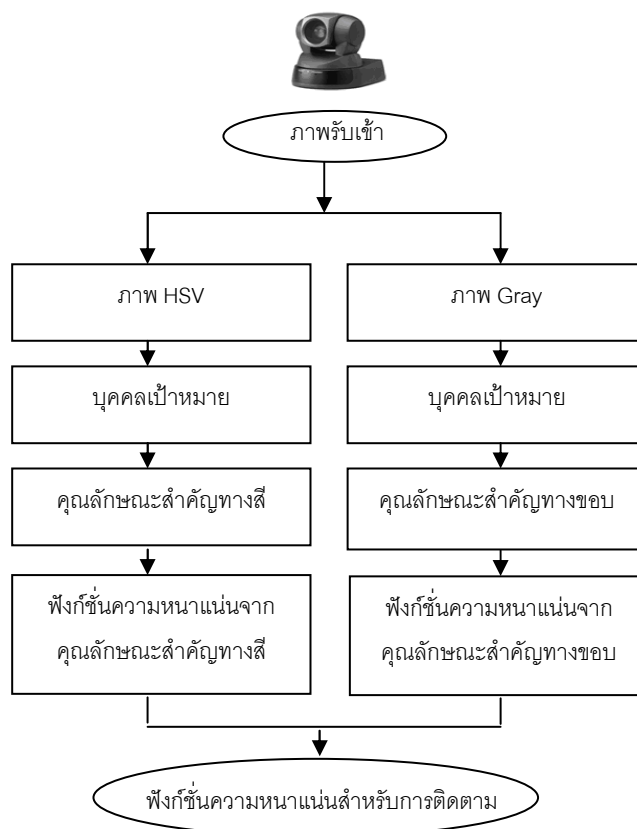 ภาพรับเข้า
ภาพ HSV
ภาพ Gray
บุคคลเป้าหมาย
บุคคลเป้าหมาย
คุณลักษณะสำคัญทางสี
คุณลักษณะสำคัญทางขอบ
ฟังก์ชั่นความหนาแน่นจาก
คุณลักษณะสำคัญทางสี
ฟังก์ชั่นความหนาแน่นจาก
คุณลักษณะสำคัญทางขอบ
ฟังก์ชั่นความหนาแน่นสำหรับการติดตาม